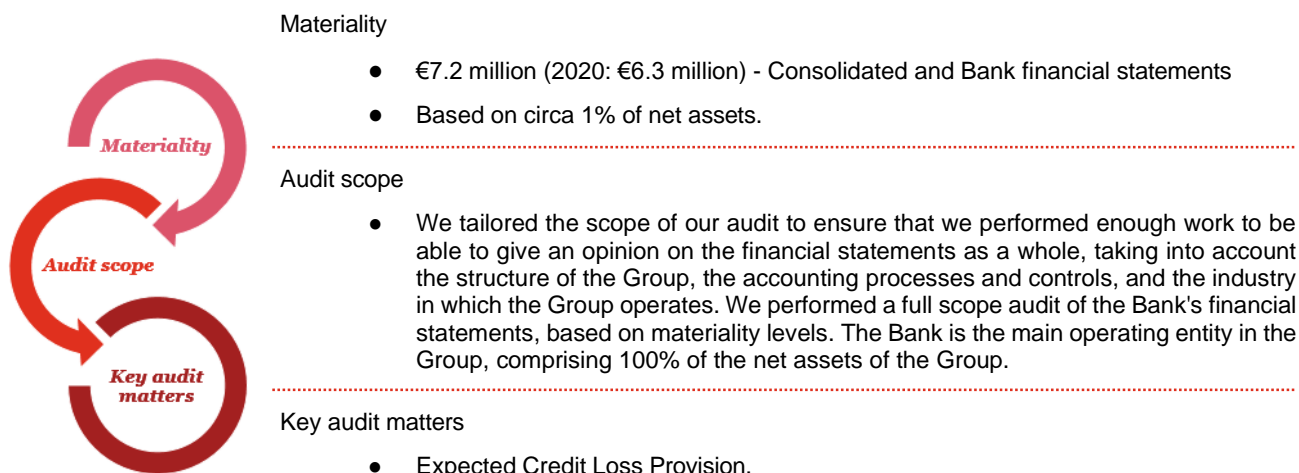 Materiality
● €7.2 million (2020: €6.3 million) - Consolidated and Bank financial statements
● Based on circa 1% of net assets.
Materiality
Audit scope
● We tailored the scope of our audit to ensure that we performed enough work to be
able to give an opinion on the financial statements as a whole, taking into account
the structure of the Group, the accounting processes and controls, and the industry
in which the Group operates. We performed a full scope audit of the Bank's financial
statements, based on materiality levels. The Bank is the main operating entity in the
Group, comprising 100% of the net assets of the Group.
Audit scope
Key audit
matters
Key audit matters
● Expected Credit Loss Provision.